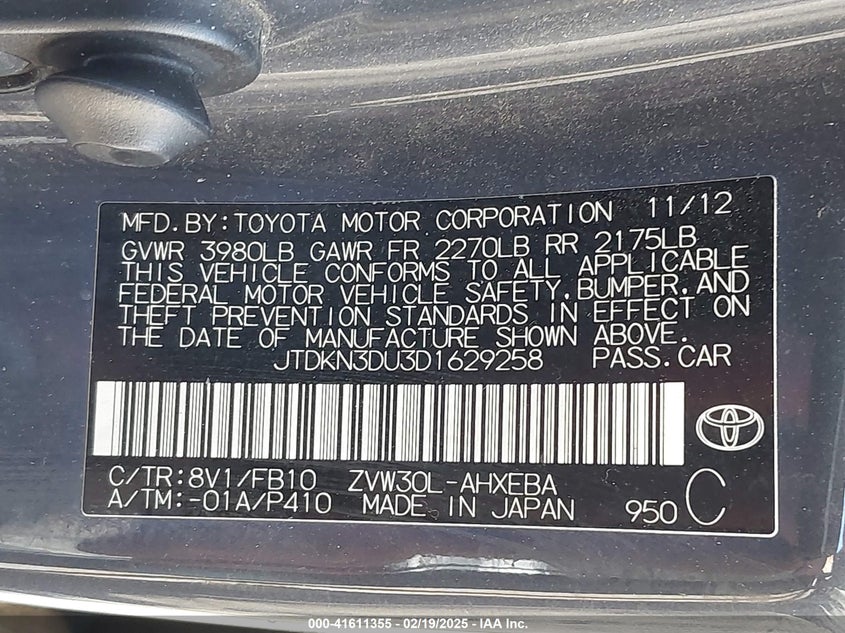 MFD.BY:TOYOTA MOTOR CORPORATION 11/12
GVWR 3980LB GAWR FR 2270LB RR 2175LB
THIS VEHICLE CONFORMS TO ALL APPLICABLE
FEDERAL MOTOR VEHICLE SAFETY,BUMPER,AND
THEFT PREVENTION STANDARDS IN EFFECT ON
THE DATE OF MANUFACTURE SHOWN ABOVE.
JTDKN3DU3D1629258 PASS.CAR
C/TR:8V1/FB10 ZVW30L-AHXEBA
A/TM:-01A/P410 MADE IN JAPAN 950 C
000-41611355 - 02/19/2025 - IAA Inc.